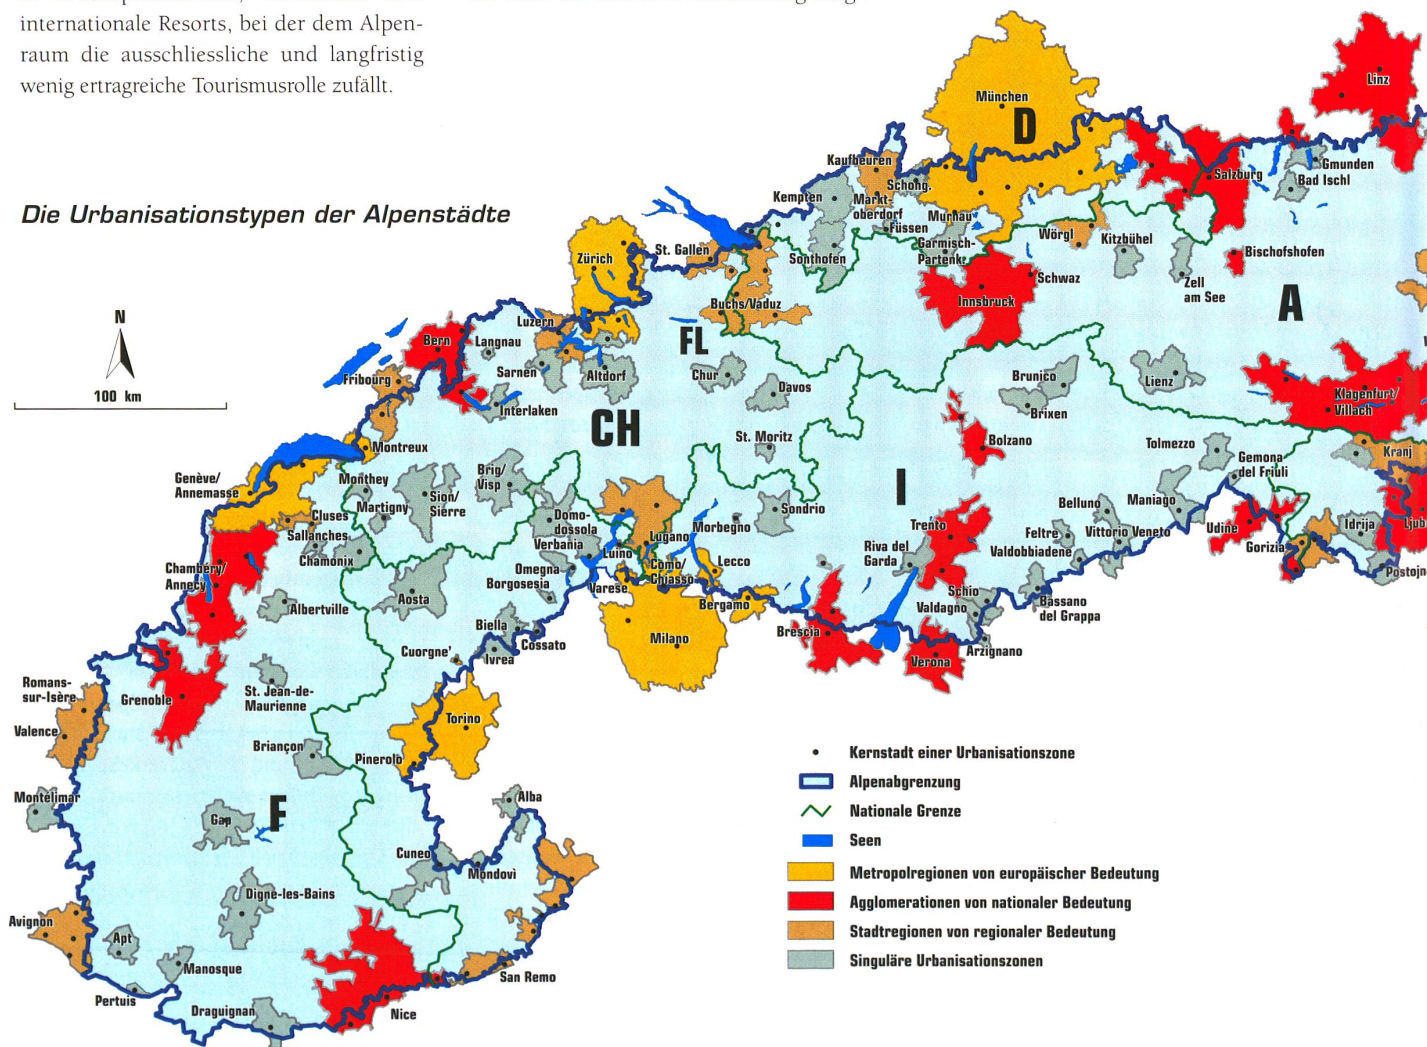 internationale Resorts, bei der dem Alpen-
raum die ausschliessliche und langfristig
wenig ertragreiche Tourismusrolle zufällt.
Die Urbanisationstypen der Alpenstädte
N
100 km
Linz
München
D
Kaufbeuren
Schong.
Salzburg
Gmunden
Bad Ischl
Kempten
Markt-
oberdorf
Murnau
Füssen
Wörgl
Kitzbühel
St. Gallen
Zürich
Sonthofen
Garmisch-
Partenk.
Bischofshofen
Schwaz
Zell
am See
Innsbruck
A
Buchs/Vaduz
Luzern
Bern
Langnau
FL
Sarnen
Altdorf
Chur
Davos
Fribourg
Brunico
Lienz
Klagenfurt/
Villach
Interlaken
Brixen
CH
St. Moritz
Bolzano
Tolmezzo
Kranj
Montreux
Genève/
Annemasse
Monthey
Brig/
Visp
Sion/
Sierre
Martigny
I
Gemona
del Friuli
Maniago
Belluno
Cluses
Sallanches
Chamonix
Domo-
dossola
Verbania
Lugano
Luino
Morbegno
Sondrio
Trento
Feltre
Vittorio Veneto
Valdobbiadene
Udine
Idrija
Gorizia
Riva del
Garda
Chambéry/
Annecy
Omegna
Borgosesia
Como/
Chiasso
Lecco
Varese
Bergamo
Albertville
Aosta
Schio
Valdagno
Bassano
del Grappa
Biella
Cossato
Milano
Brescia
Arzignano
Verona
Cuorgne'
Ivrea
Romans-
sur-Isère
Grenoble
St. Jean-de-
Maurienne
Valence
Torino
Briançon
Pinerolo
Montélimar
Alba
Gap
F
Cuneo
Mondovì
Digne-les-Bains
Avignon
Apt
Manosque
San Remo
Pertuis
Draguignan
Nice
Kernstadt einer Urbanisationszone
Alpenabgrenzung
Nationale Grenze
Seen
Metropolregionen von europäischer Bedeutung
Agglomerationen von nationaler Bedeutung
Stadtregionen von regionaler Bedeutung
Singuläre Urbanisationszonen